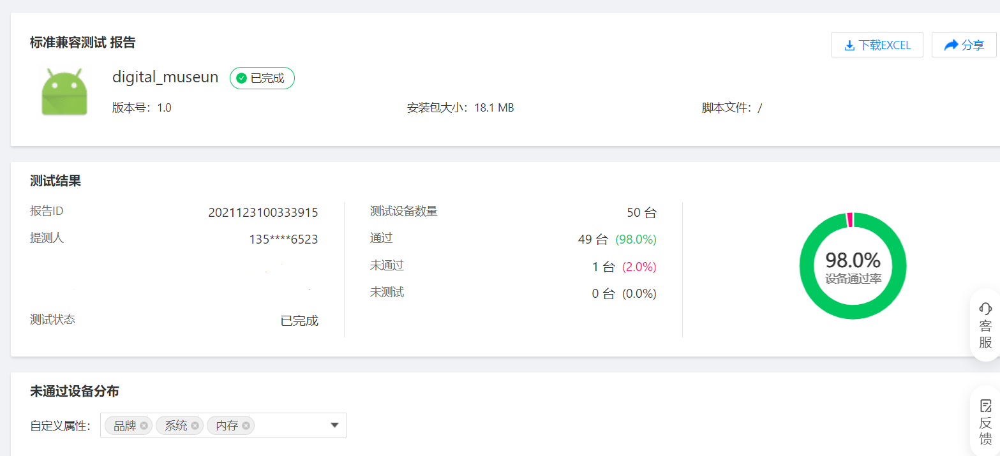 标准兼容测试 报告
下载EXCEL
分享
digital_museun
已完成
版本号：1.0
安装包大小：18.1 MB
脚本文件：/
测试结果
报告ID 2021123100333915
提测人 135****6523
测试状态 已完成
测试设备数量 50 台
通过 49 台 (98.0%)
未通过 1 台 (2.0%)
未测试 0 台 (0.0%)
98.0%
设备通过率
客服
未通过设备分布
自定义属性： 品牌 系统 内存
反馈